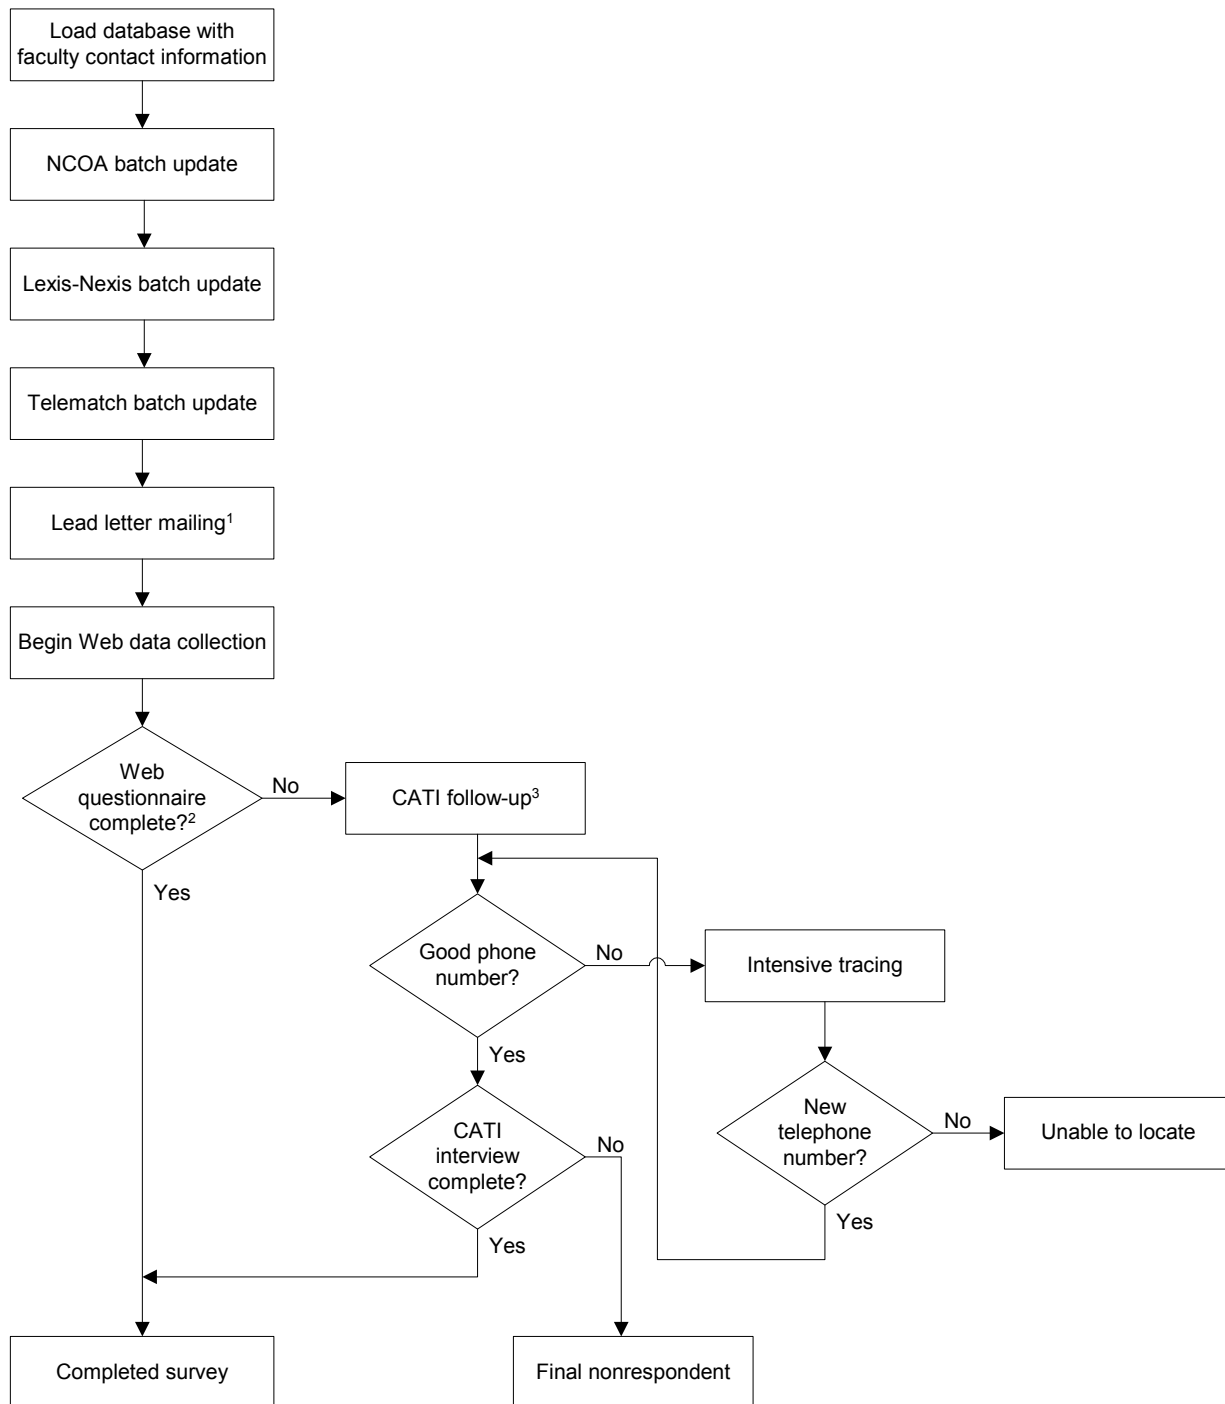 Load database with
faculty contact information
NCOA batch update
Lexis-Nexis batch update
Telematch batch update
Lead letter mailing¹
Begin Web data collection
Web
questionnaire
complete?²
No
CATI follow-up³
Yes
Good phone
number?
No
Intensive tracing
Yes
New
telephone
number?
No
Unable to locate
CATI
interview
complete?
No
Yes
Yes
Completed survey
Final nonrespondent